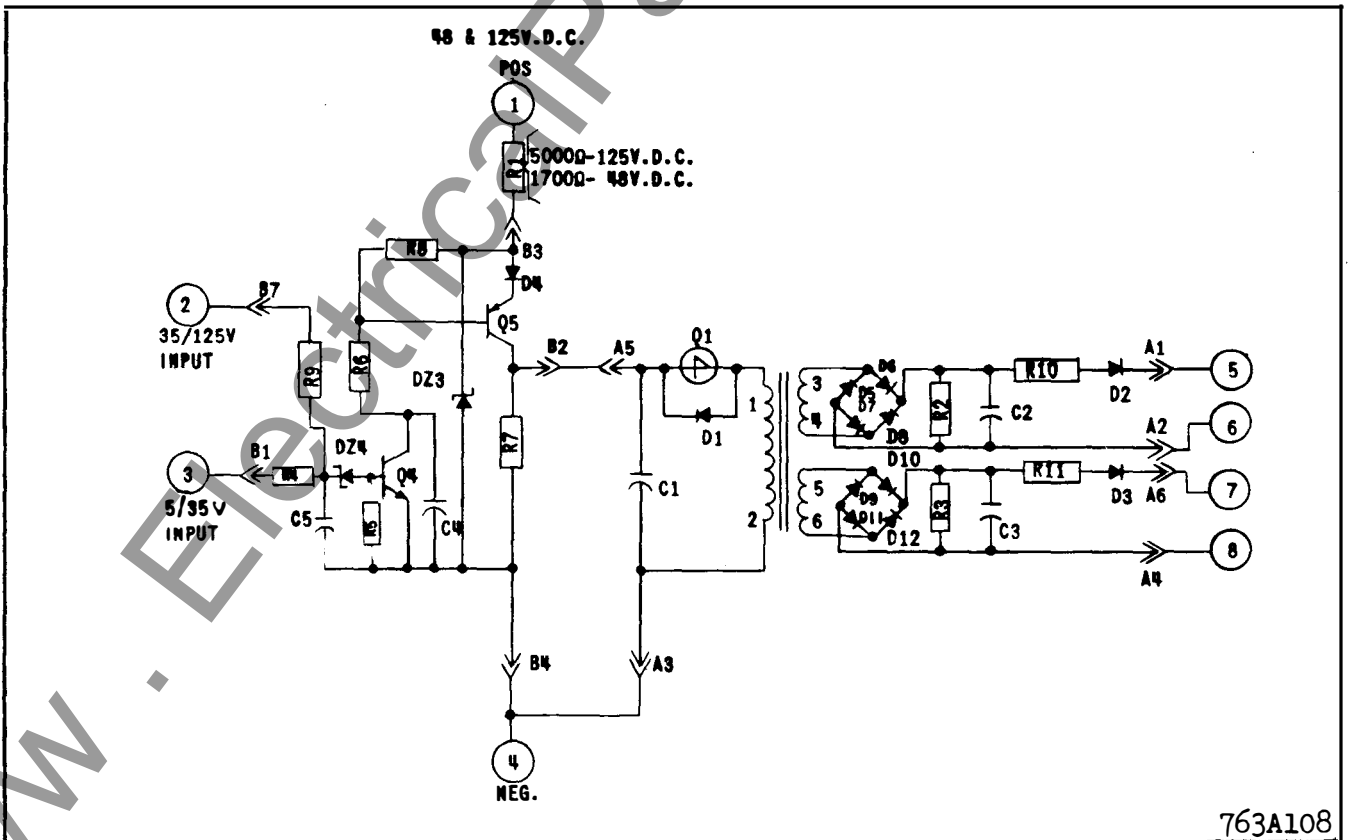 48 & 125V.D.C.
POS
1
R1
5000Ω-125V.D.C.
1700Ω- 48V.D.C.
R8
B3
D4
2
B7
35/125V
INPUT
Q5
R9
R6
DZ3
B2
A5
Q1
D1
3
B1
R4
5/35V
INPUT
DZ4
Q4
C5
R5
C4
R7
C1
1
2
3
4
D6
D5
D7
D8
R2
C2
R10
D2
A1
5
A2
6
5
6
D10
D9
D11
D12
R3
C3
R11
D3
A6
7
A4
8
B4
A3
4
NEG.
763A108
www.ElectricalPa